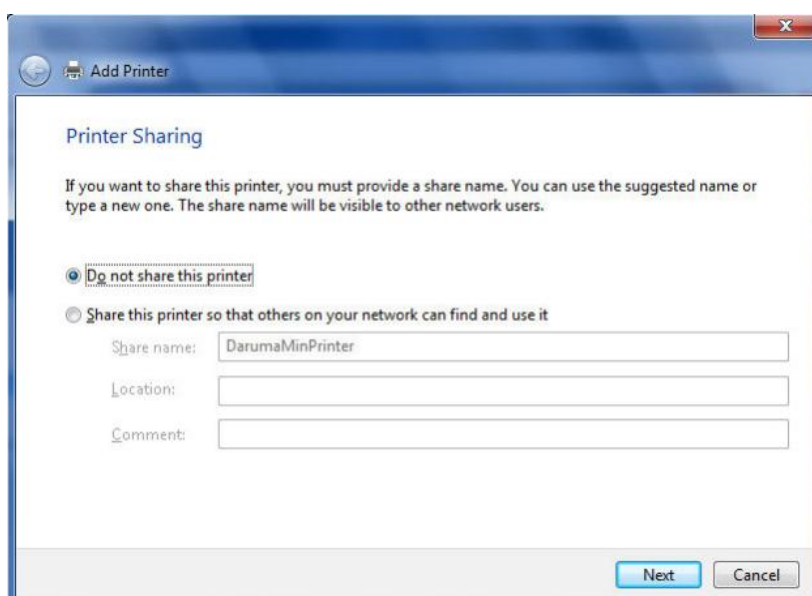 Add Printer
Printer Sharing
If you want to share this printer, you must provide a share name. You can use the suggested name or
type a new one. The share name will be visible to other network users.
Do not share this printer
Share this printer so that others on your network can find and use it
Share name: DarumaMinPrinter
Location:
Comment:
Next Cancel